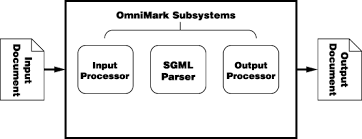 OmniMark Subsystems
Input
Document
Input
Processor
SGML
Parser
Output
Processor
Output
Document